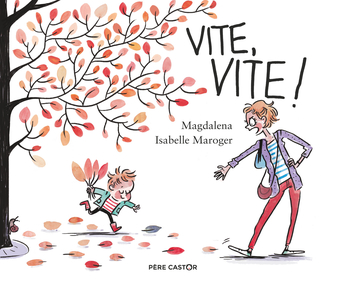 VITE,
VITE !
Magdalena
Isabelle Maroger
PÈRE CASTOR